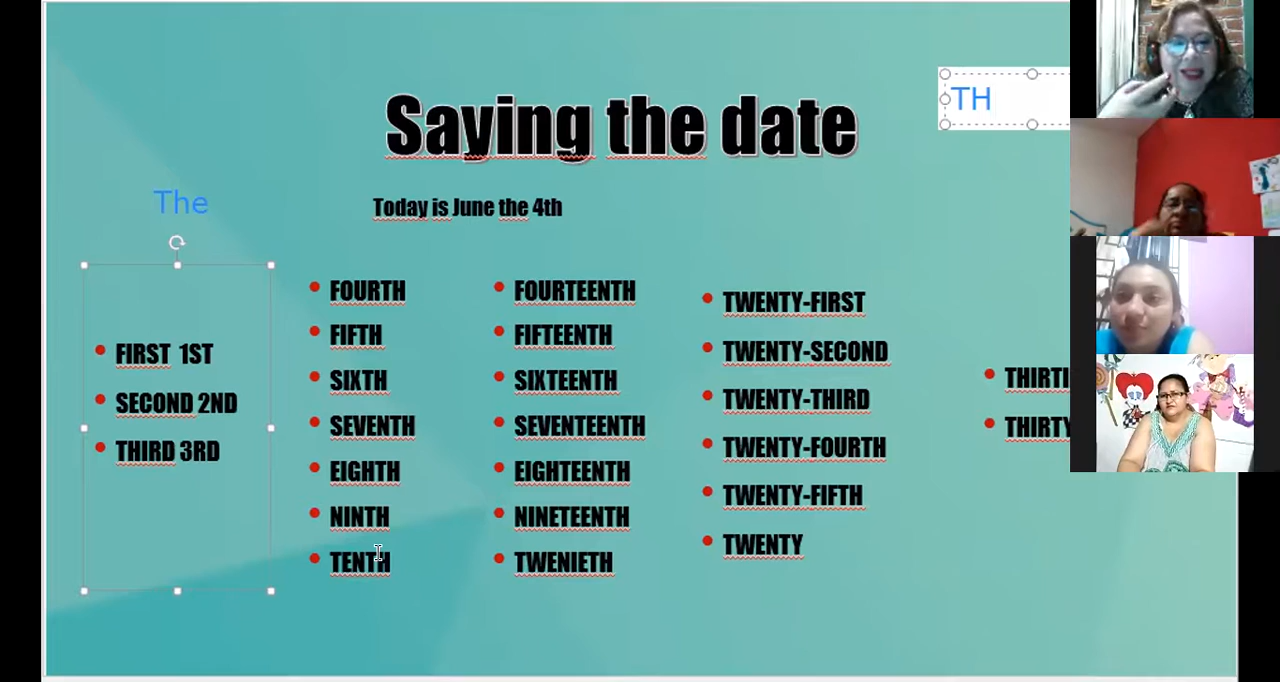 TH
Saying the date
The
Today is June the 4th
FIRST 1ST
SECOND 2ND
THIRD 3RD
FOURTH
FIFTH
SIXTH
SEVENTH
EIGHTH
NINTH
TENTH
FOURTEENTH
FIFTEENTH
SIXTEENTH
SEVENTEENTH
EIGHTEENTH
NINETEENTH
TWENIETH
TWENTY-FIRST
TWENTY-SECOND
TWENTY-THIRD
TWENTY-FOURTH
TWENTY-FIFTH
TWENTY
THIRTI
THIRTY